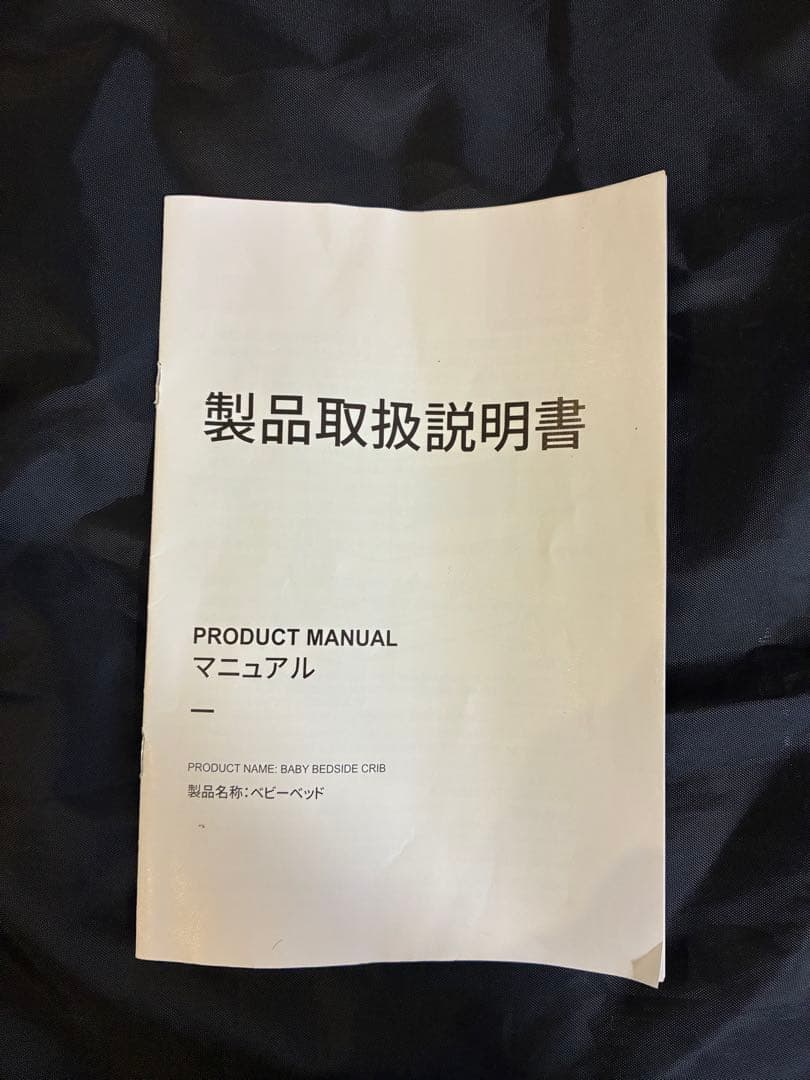 製品取扱説明書
PRODUCT MANUAL
マニュアル
PRODUCT NAME: BABY BEDSIDE CRIB
製品名称:ベビーベッド